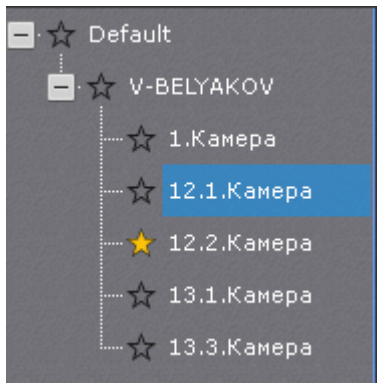 Default
V-BELYAKOV
1.Камера
12.1.Камера
12.2.Камера
13.1.Камера
13.3.Камера